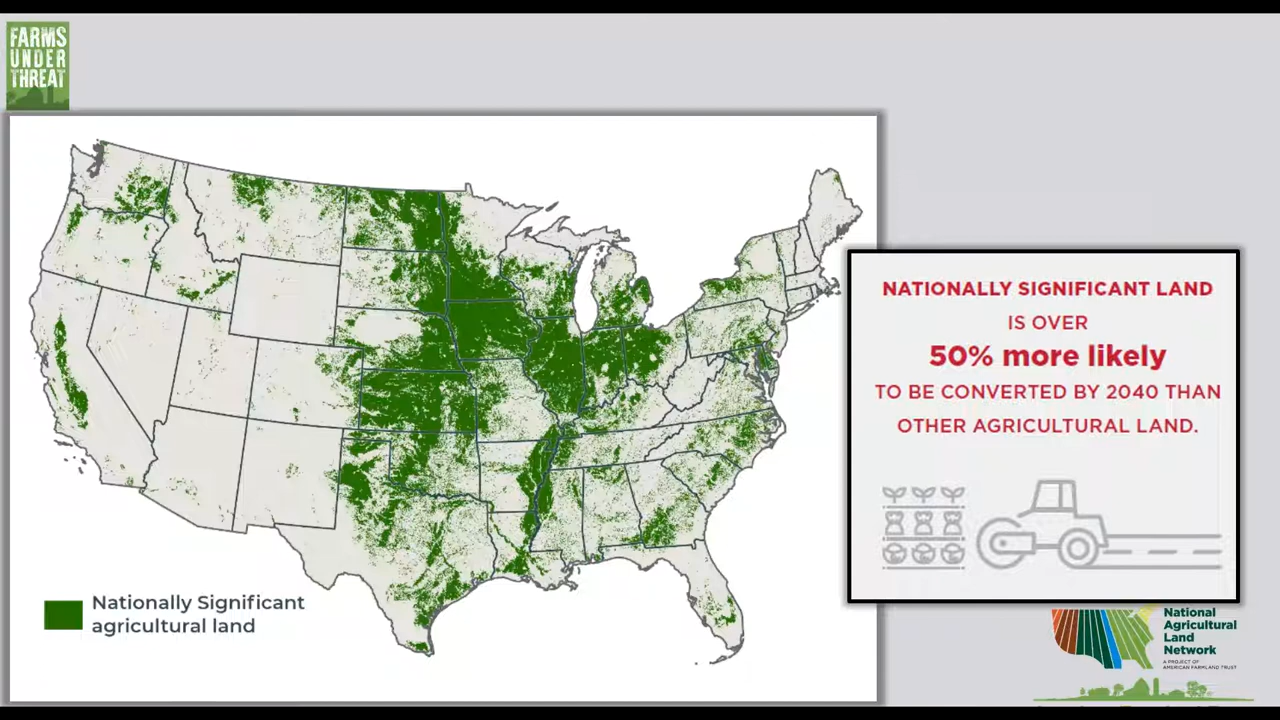 FARMS
UNDER
THREAT
NATIONALLY SIGNIFICANT LAND
IS OVER
50% more likely
TO BE CONVERTED BY 2040 THAN
OTHER AGRICULTURAL LAND.
Nationally Significant
agricultural land
National
Agricultural
Land
Network
A PROJECT OF
AMERICAN FARMLAND TRUST